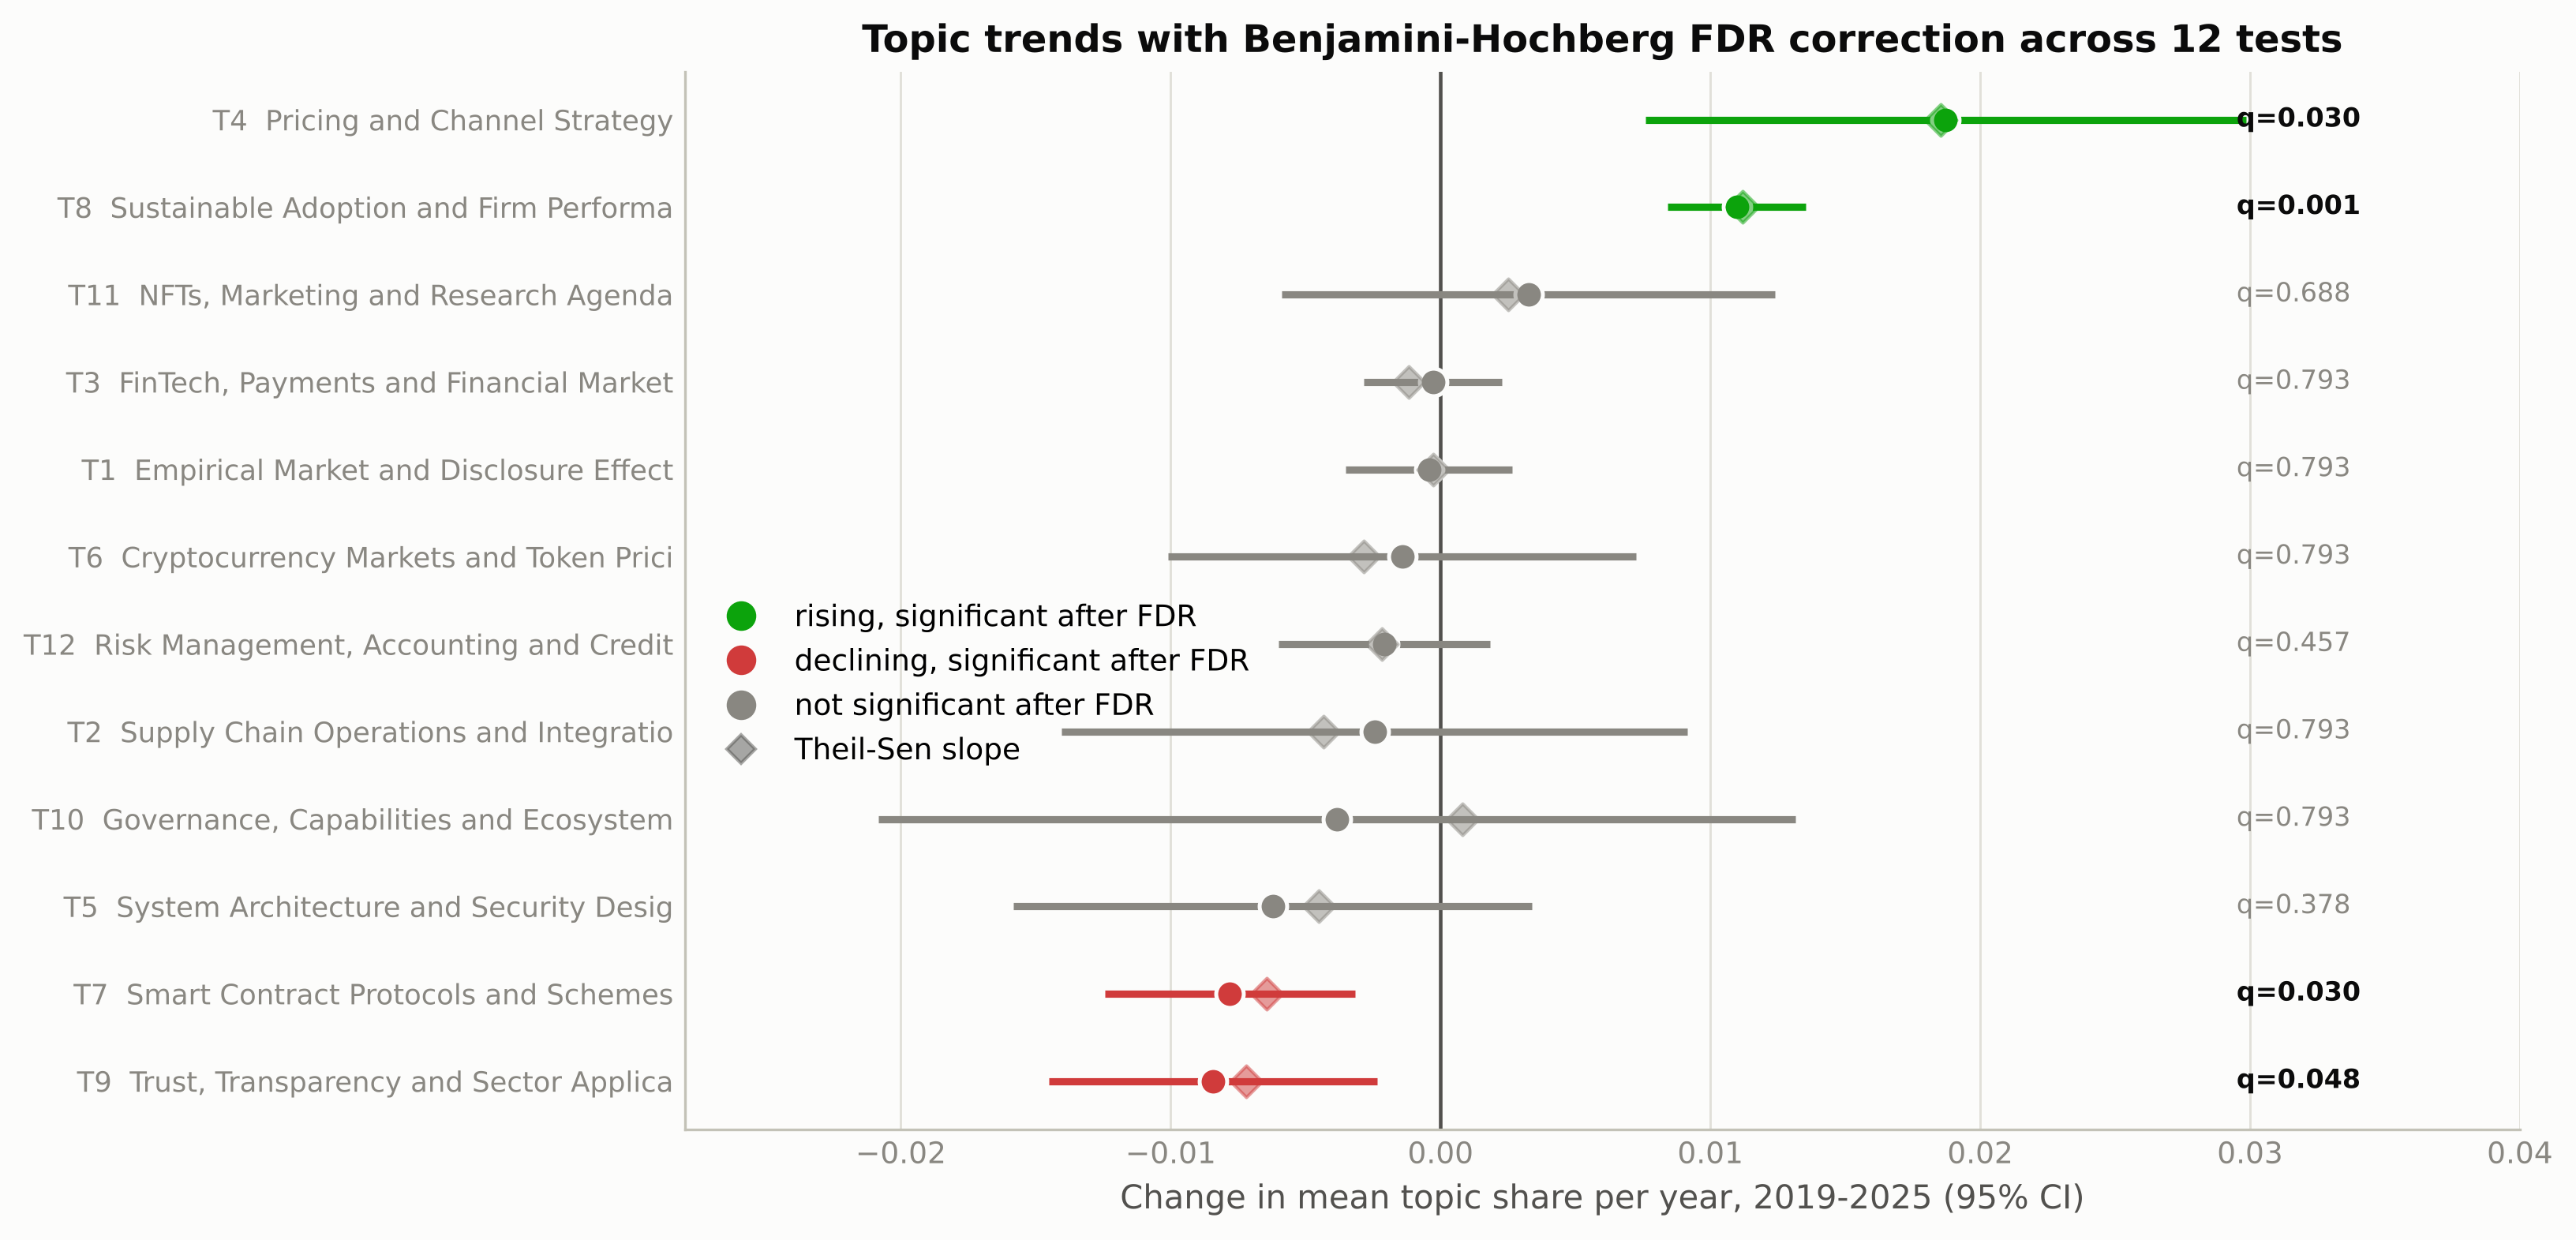 Topic trends with Benjamini-Hochberg FDR correction across 12 tests
T4 Pricing and Channel Strategy
q=0.030
T8 Sustainable Adoption and Firm Performa
q=0.001
T11 NFTs, Marketing and Research Agenda
q=0.688
T3 FinTech, Payments and Financial Market
q=0.793
T1 Empirical Market and Disclosure Effect
q=0.793
T6 Cryptocurrency Markets and Token Prici
q=0.793
rising, significant after FDR
T12 Risk Management, Accounting and Credit
q=0.457
declining, significant after FDR
not significant after FDR
T2 Supply Chain Operations and Integratio
q=0.793
Theil-Sen slope
T10 Governance, Capabilities and Ecosystem
q=0.793
T5 System Architecture and Security Desig
q=0.378
T7 Smart Contract Protocols and Schemes
q=0.030
T9 Trust, Transparency and Sector Applica
q=0.048
−0.02 −0.01 0.00 0.01 0.02 0.03 0.04
Change in mean topic share per year, 2019-2025 (95% CI)